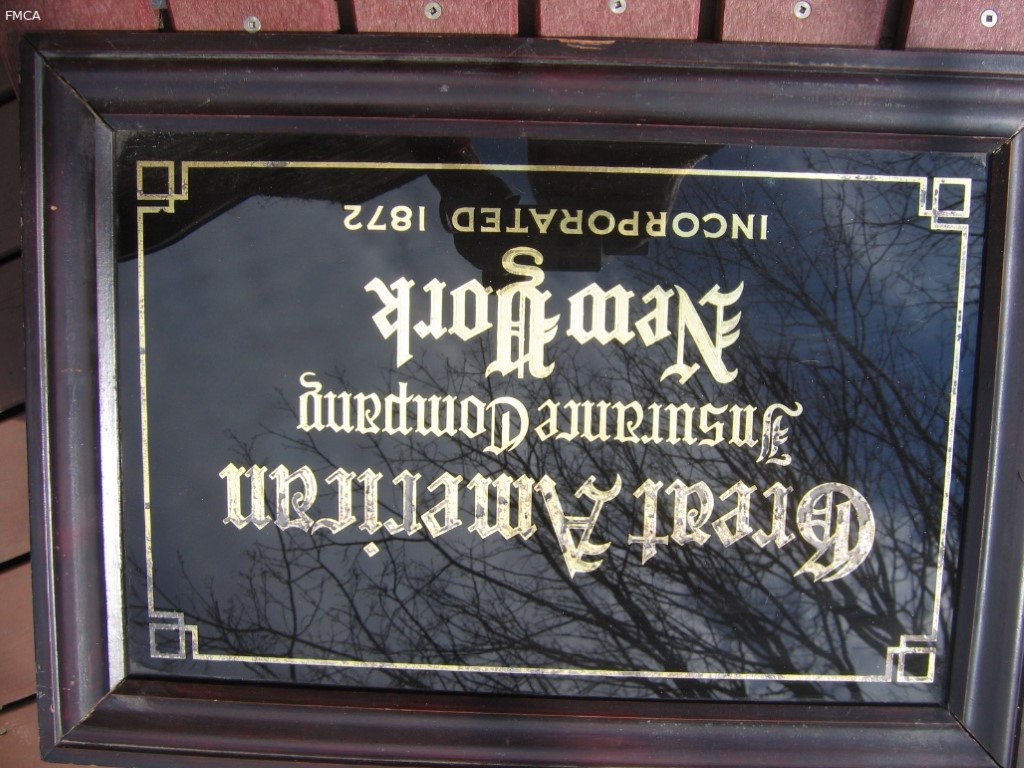 FMCA
Great American
Insurance Company
New York
INCORPORATED 1872